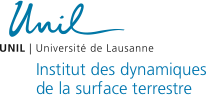 Unil
UNIL | Université de Lausanne
Institut des dynamiques
de la surface terrestre